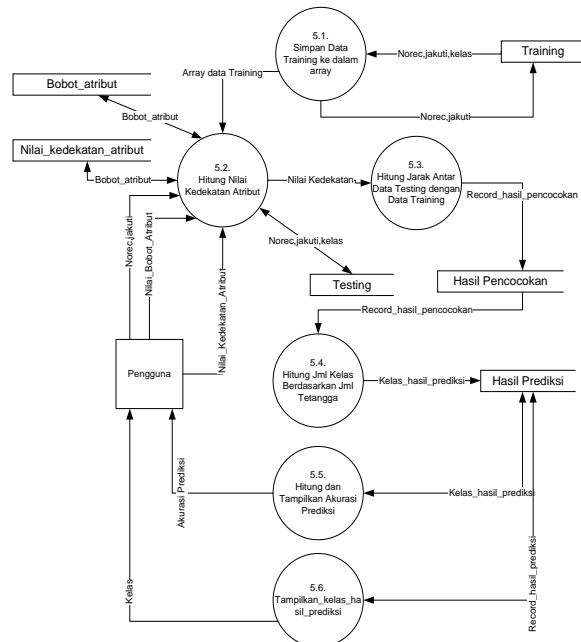 5.1.
Simpan Data
Training ke dalam
array
Norec,jakuti,kelas
Training
Array data Training
Norec,jakuti
Bobot_atribut
Bobot_atribut
Nilai_kedekatan_atribut
Bobot_atribut
5.2.
Hitung Nilai
Kedekatan Atribut
Nilai Kedekatan
5.3.
Hitung Jarak Antar
Data Testing dengan
Data Training
Record_hasil_pencocokan
Norec,jakuti
Nilai_Bobot_Atribut
Nilai_Kedekatan_Atribut
Norec,jakuti,kelas
Testing
Hasil Pencocokan
Record_hasil_pencocokan
Pengguna
5.4.
Hitung Jml Kelas
Berdasarkan Jml
Tetangga
Kelas_hasil_prediksi
Hasil Prediksi
Akurasi Prediksi
5.5.
Hitung dan
Tampilkan Akurasi
Prediksi
Kelas_hasil_prediksi
Kelas
5.6.
Tampilkan_kelas_ha
sil_prediksi
Record_hasil_prediksi